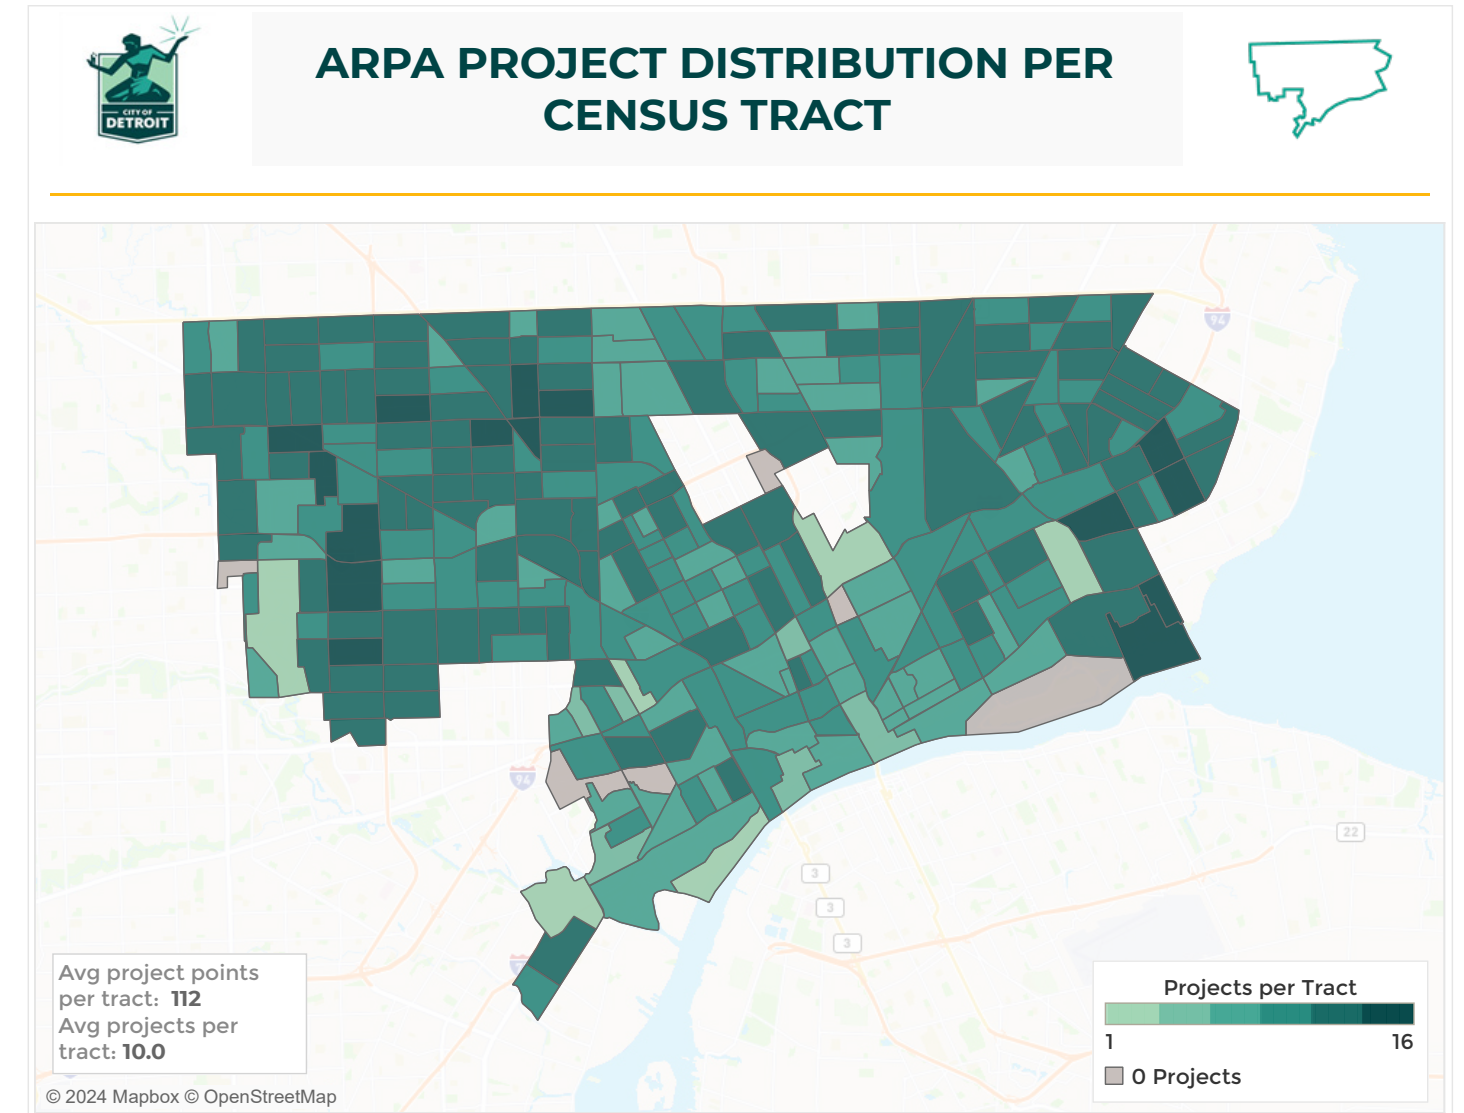 CITY OF
DETROIT
ARPA PROJECT DISTRIBUTION PER
CENSUS TRACT
94
94
22
3
3
3
Avg project points
per tract: 112
Avg projects per
tract: 10.0
Projects per Tract
1 16
0 Projects
© 2024 Mapbox © OpenStreetMap